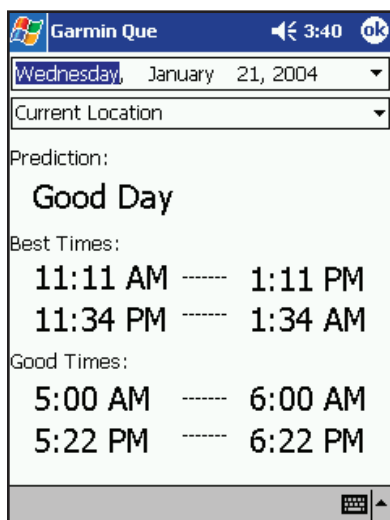 Garmin Que 3:40 ok
Wednesday, January 21, 2004
Current Location
Prediction:
Good Day
Best Times:
11:11 AM ------ 1:11 PM
11:34 PM ------ 1:34 AM
Good Times:
5:00 AM ------ 6:00 AM
5:22 PM ------ 6:22 PM